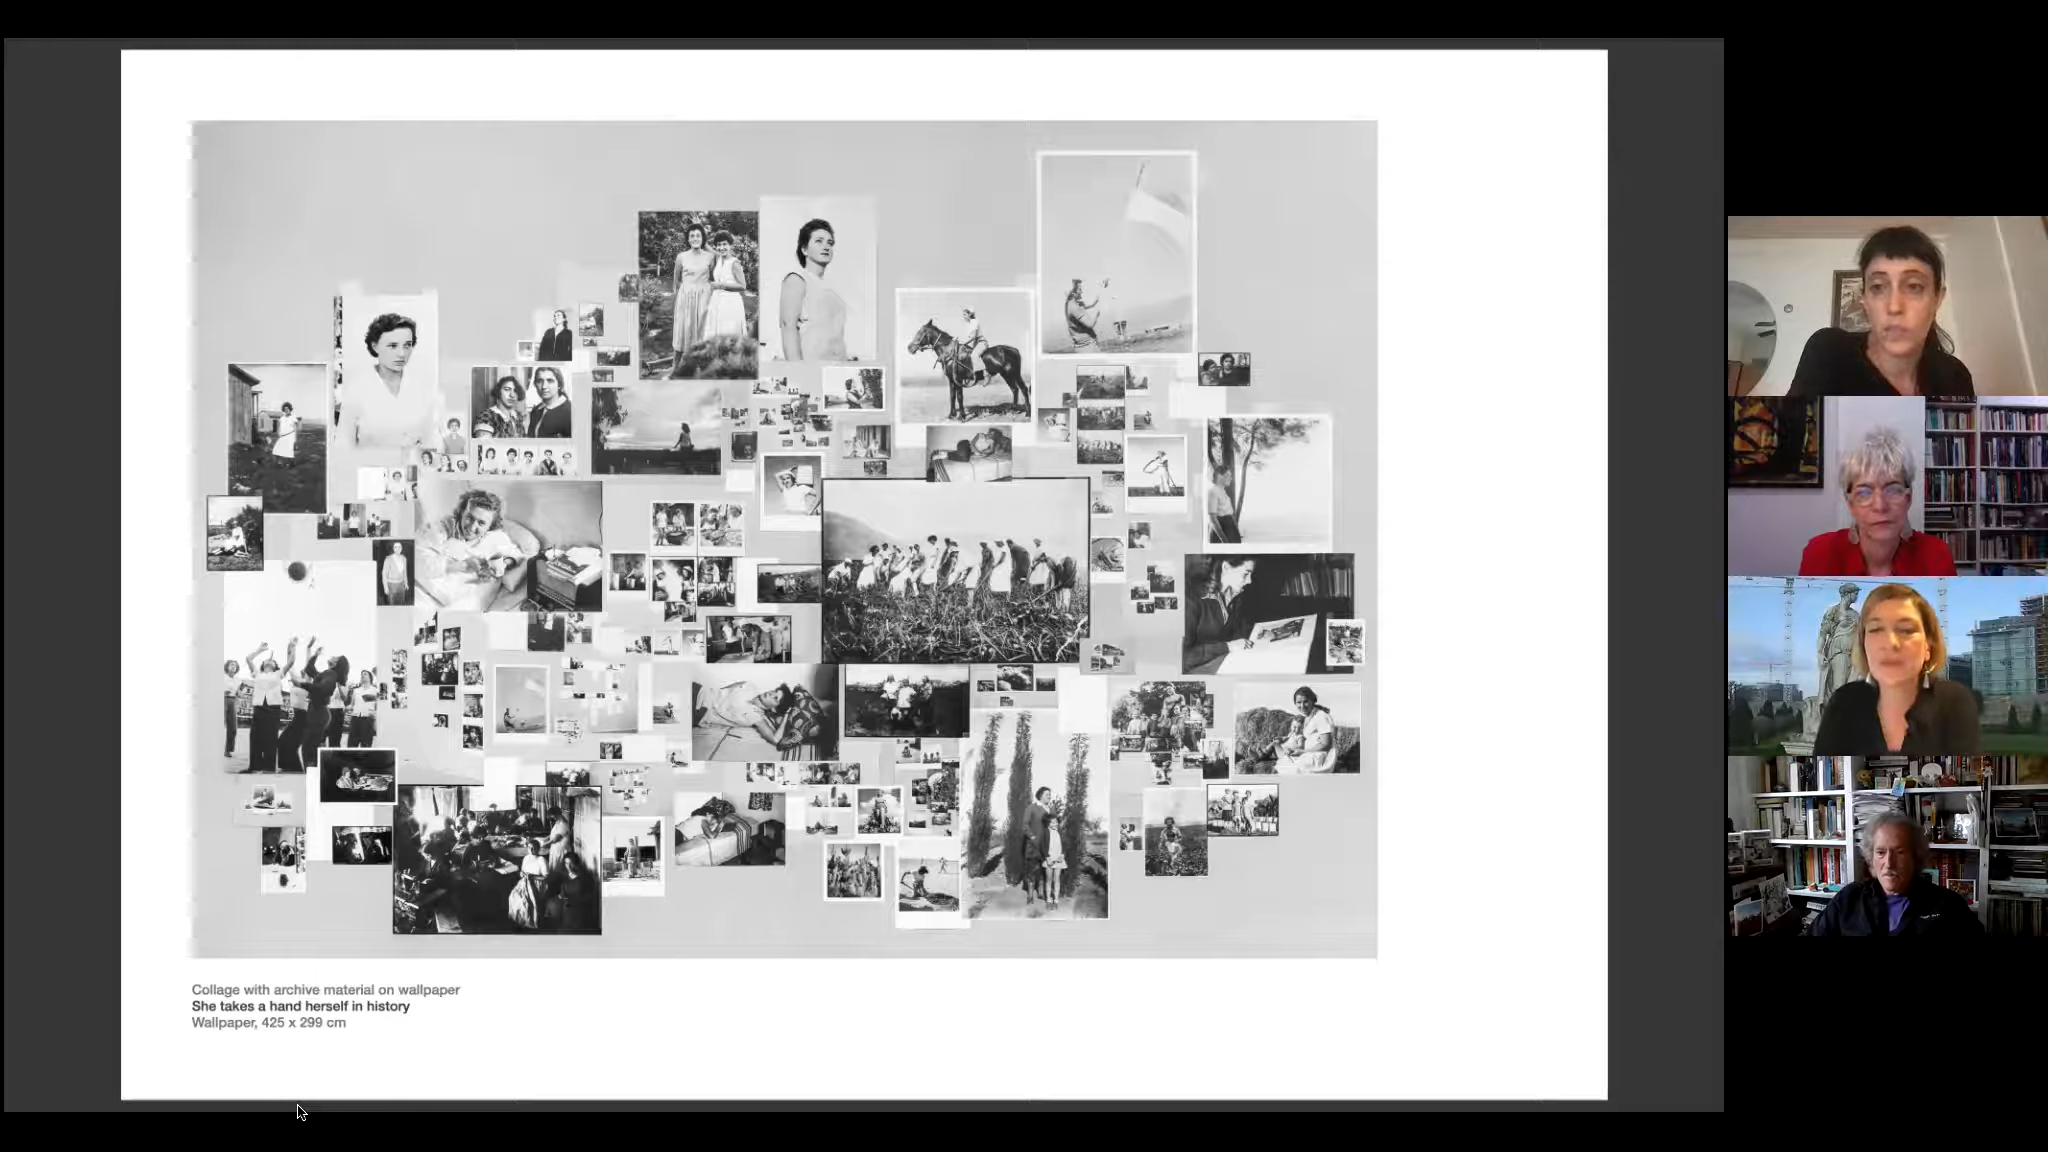 Collage with archive material on wallpaper
She takes a hand herself in history
Wallpaper, 425 x 299 cm